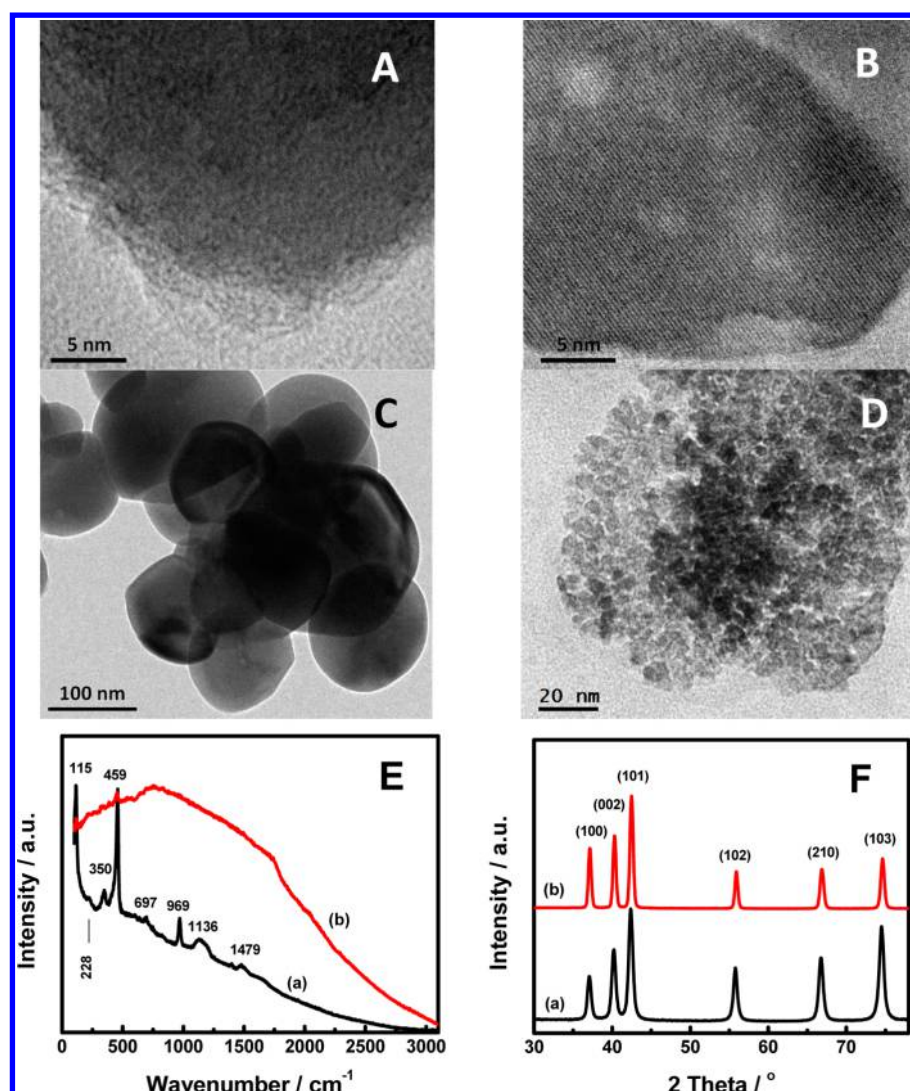 A
5 nm
B
5 nm
C
100 nm
D
20 nm
E
Intensity / a.u.
115
459
350
228
697
969
1136
1479
(b)
(a)
0 500 1000 1500 2000 2500 3000
Wavenumber / cm-1
F
Intensity / a.u.
(100)
(002)
(101)
(102)
(210)
(103)
(b)
(a)
30 40 50 60 70
2 Theta / °